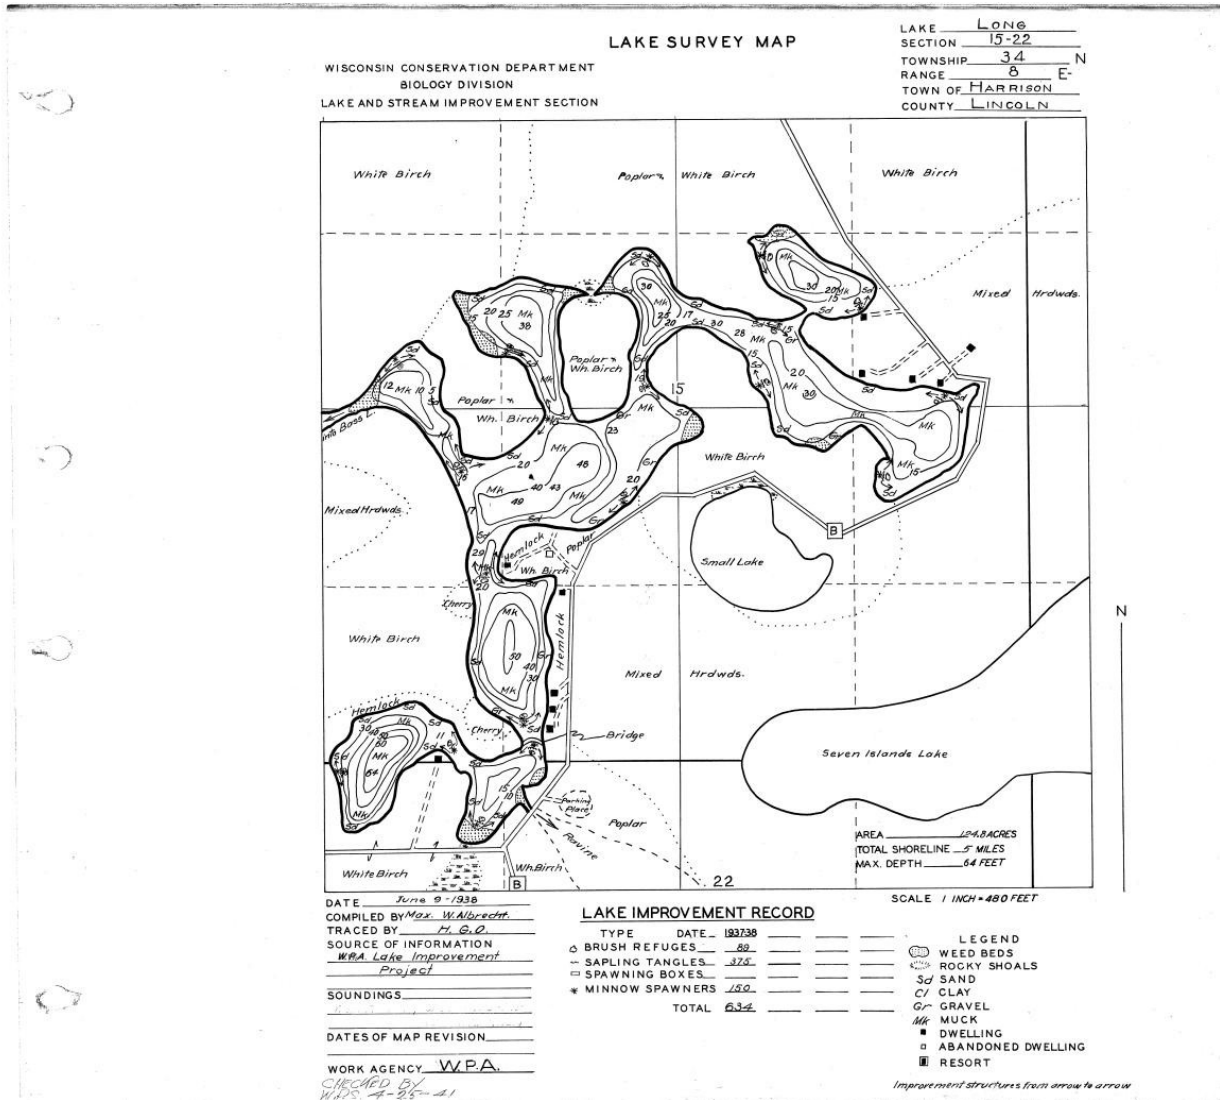 LAKE SURVEY MAP
LAKE LONG
SECTION 15-22
TOWNSHIP 34 N
RANGE 8 E-
TOWN OF HARRISON
COUNTY LINCOLN
WISCONSIN CONSERVATION DEPARTMENT
BIOLOGY DIVISION
LAKE AND STREAM IMPROVEMENT SECTION
White Birch
Poplar White Birch
White Birch
Mixed Hrdwds.
Poplar
Wh. Birch
15
Poplar
Wh. Birch
White Birch
Mixed Hrdwds.
B
Hemlock
Poplar
Wh. Birch
Small Lake
Cherry
N
White Birch
Hemlock
Mixed Hrdwds.
Hemlock
Cherry
Bridge
Seven Islands Lake
Parking
Place
Poplar
Ravine
AREA 124.8 ACRES
TOTAL SHORELINE 5 MILES
MAX. DEPTH 64 FEET
White Birch
Wh. Birch
B
22
SCALE 1 INCH = 480 FEET
DATE June 9-1938
COMPILED BY Max. W. Albrecht.
TRACED BY H. G. O.
SOURCE OF INFORMATION
W.P.A. Lake Improvement
Project
SOUNDINGS
DATES OF MAP REVISION
WORK AGENCY W.P.A.
CHECKED BY
4-25-41
LAKE IMPROVEMENT RECORD
TYPE DATE 193738
BRUSH REFUGES 89
SAPLING TANGLES 375
SPAWNING BOXES
MINNOW SPAWNERS 150
TOTAL 634
LEGEND
WEED BEDS
ROCKY SHOALS
Sd SAND
Cl CLAY
Gr GRAVEL
Mk MUCK
DWELLING
ABANDONED DWELLING
RESORT
Improvement structures from arrow to arrow